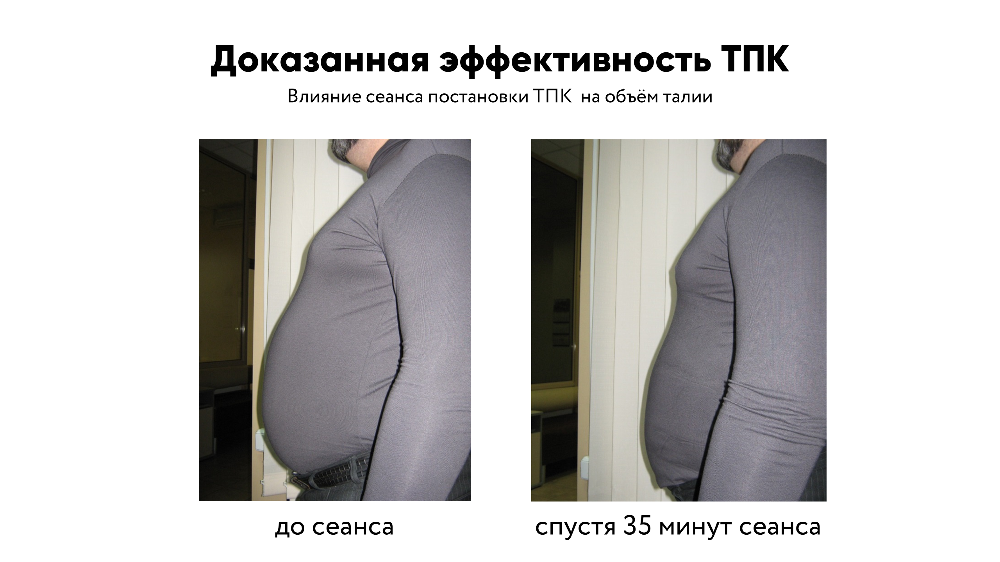 Доказанная эффективность ТПК
Влияние сеанса постановки ТПК на объём талии
до сеанса
спустя 35 минут сеанса